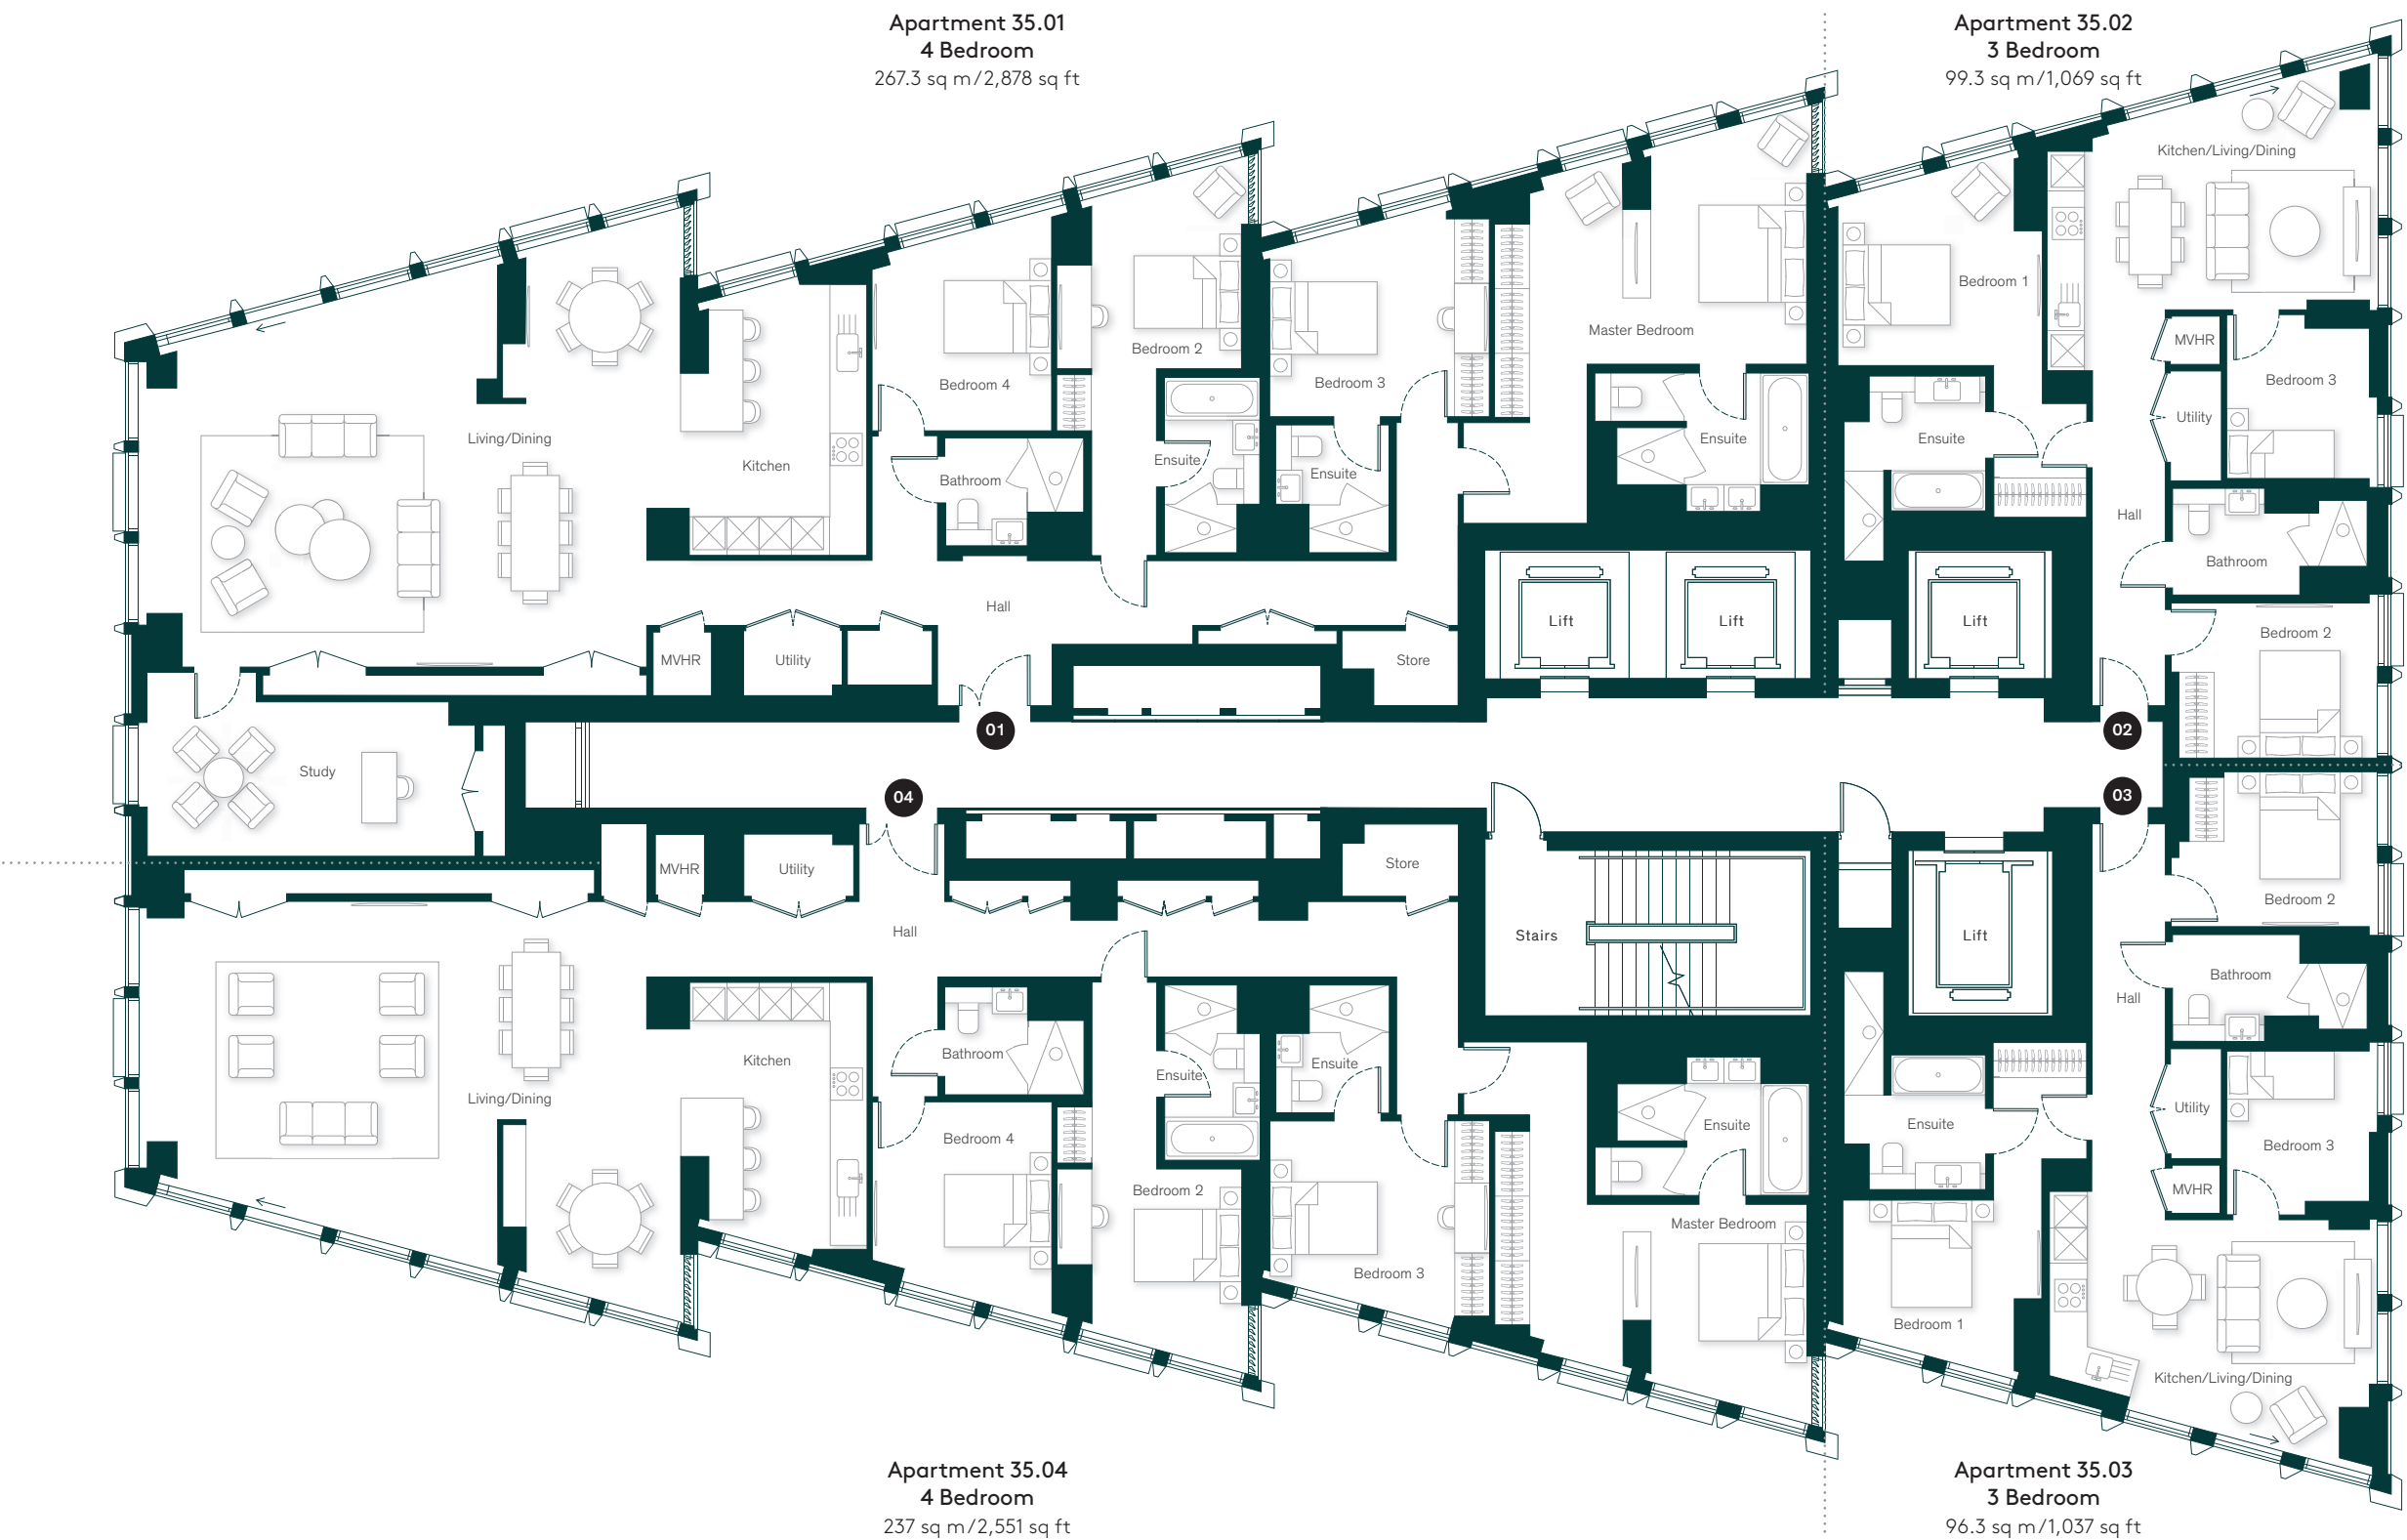 Apartment 35.01
4 Bedroom
267.3 sq m/2,878 sq ft
Apartment 35.02
3 Bedroom
99.3 sq m/1,069 sq ft
Kitchen/Living/Dining
Bedroom 1
Master Bedroom
MVHR
Bedroom 2
Bedroom 3
Bedroom 4
Bedroom 3
Utility
Living/Dining
Ensuite
Ensuite
Kitchen
Ensuite
Ensuite
Bathroom
Hall
Bathroom
Hall
Lift
Lift
Lift
Bedroom 2
MVHR
Utility
Store
01
02
Study
04
03
MVHR
Utility
Store
Bedroom 2
Hall
Stairs
Lift
Bathroom
Hall
Kitchen
Bathroom
Ensuite
Ensuite
Living/Dining
Utility
Ensuite
Ensuite
Bedroom 4
Bedroom 3
Bedroom 2
MVHR
Master Bedroom
Bedroom 3
Bedroom 1
Kitchen/Living/Dining
Apartment 35.04
4 Bedroom
237 sq m/2,551 sq ft
Apartment 35.03
3 Bedroom
96.3 sq m/1,037 sq ft